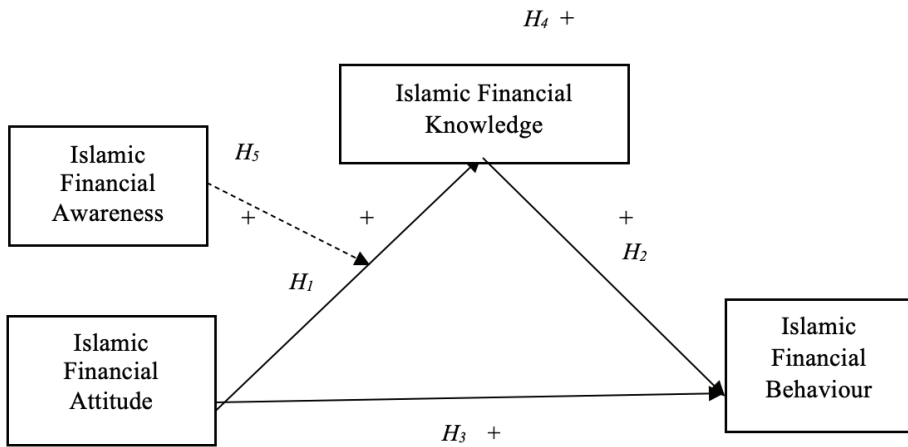 H4 +
Islamic Financial
Knowledge
Islamic
Financial
Awareness
H5
+
+
+
H1
H2
Islamic
Financial
Attitude
Islamic
Financial
Behaviour
H3 +